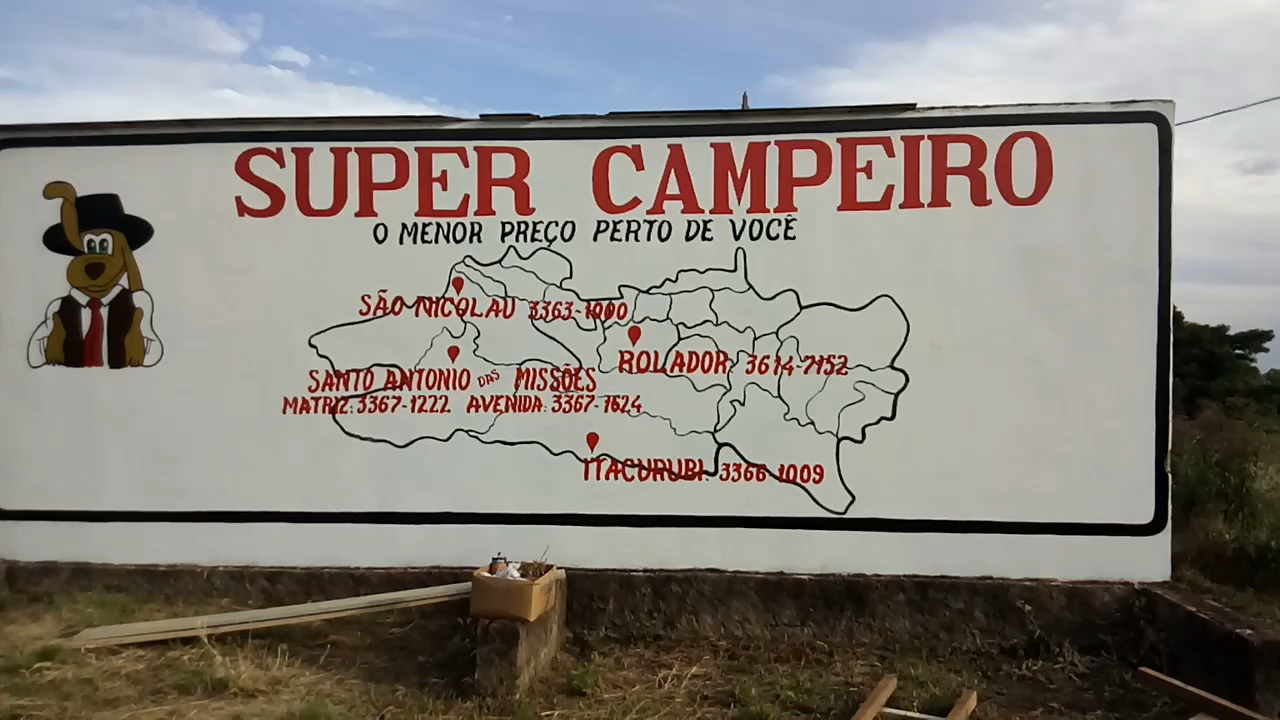 SUPER CAMPEIRO
O MENOR PREÇO PERTO DE VOCÊ
SÃO NICOLAU 3363-1000
ROLADOR 3614-7152
SANTO ANTONIO DAS MISSÕES
MATRIZ: 3367-1222 AVENIDA: 3367-1624
ITACURUBI: 3366-1009